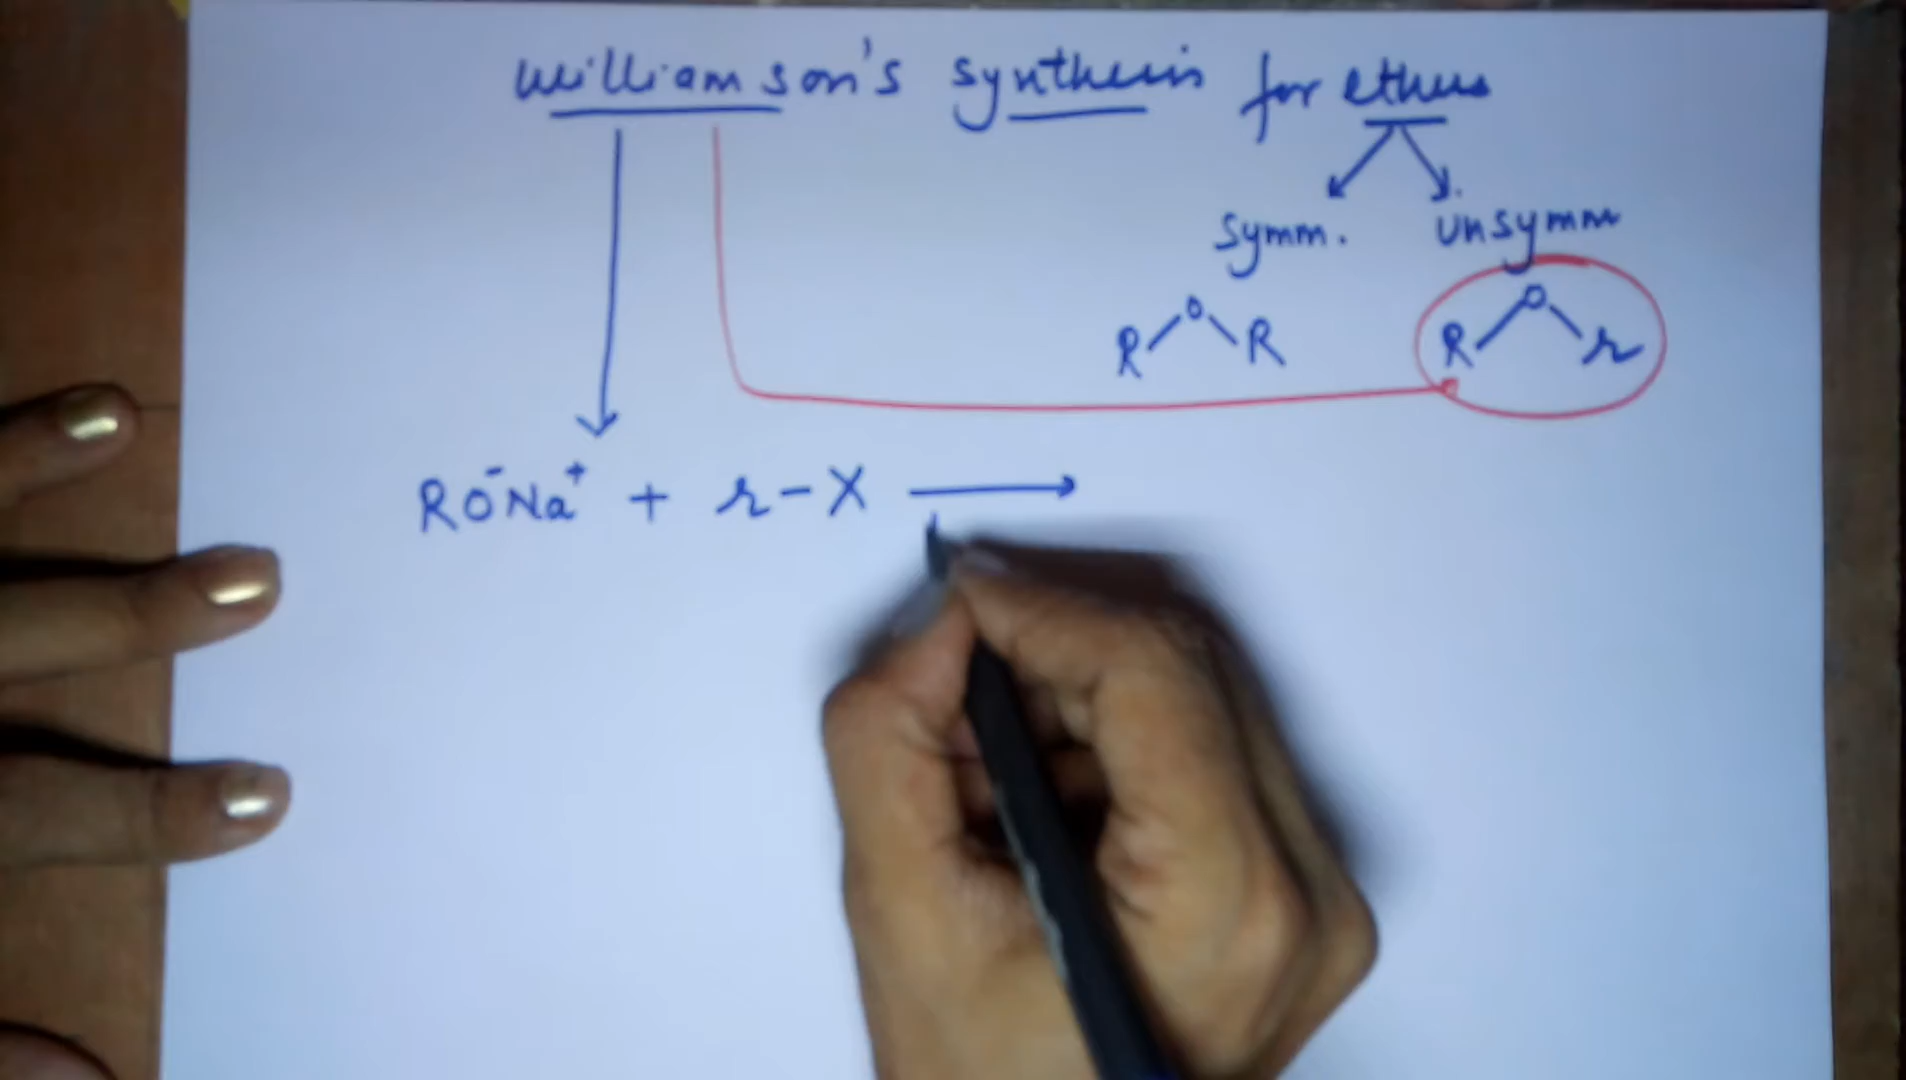 Williamson's synthesis for ethers
Symm. Unsymm
R O R R O r
RO⁻Na⁺ + r-X ⟶